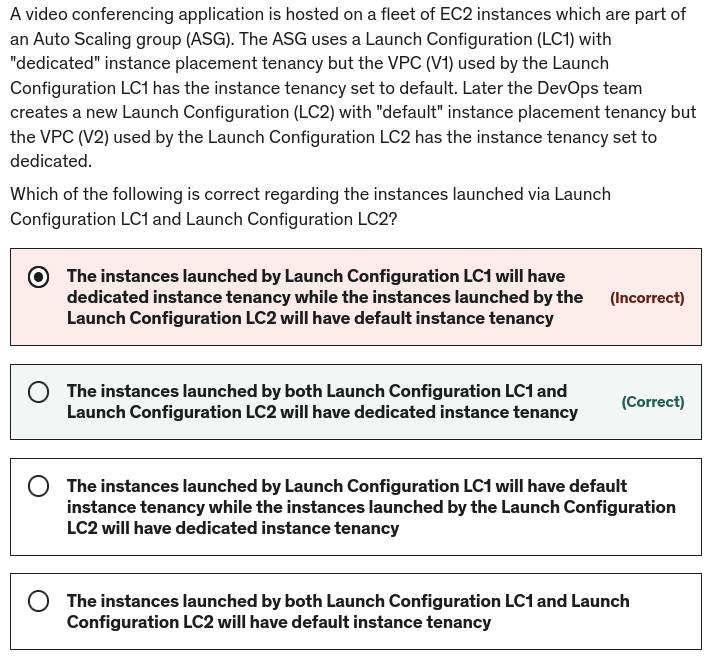 A video conferencing application is hosted on a fleet of EC2 instances which are part of
an Auto Scaling group (ASG). The ASG uses a Launch Configuration (LC1) with
"dedicated" instance placement tenancy but the VPC (V1) used by the Launch
Configuration LC1 has the instance tenancy set to default. Later the DevOps team
creates a new Launch Configuration (LC2) with "default" instance placement tenancy but
the VPC (V2) used by the Launch Configuration LC2 has the instance tenancy set to
dedicated.
Which of the following is correct regarding the instances launched via Launch
Configuration LC1 and Launch Configuration LC2?
The instances launched by Launch Configuration LC1 will have
dedicated instance tenancy while the instances launched by the
Launch Configuration LC2 will have default instance tenancy
(Incorrect)
The instances launched by both Launch Configuration LC1 and
Launch Configuration LC2 will have dedicated instance tenancy
(Correct)
The instances launched by Launch Configuration LC1 will have default
instance tenancy while the instances launched by the Launch Configuration
LC2 will have dedicated instance tenancy
The instances launched by both Launch Configuration LC1 and Launch
Configuration LC2 will have default instance tenancy